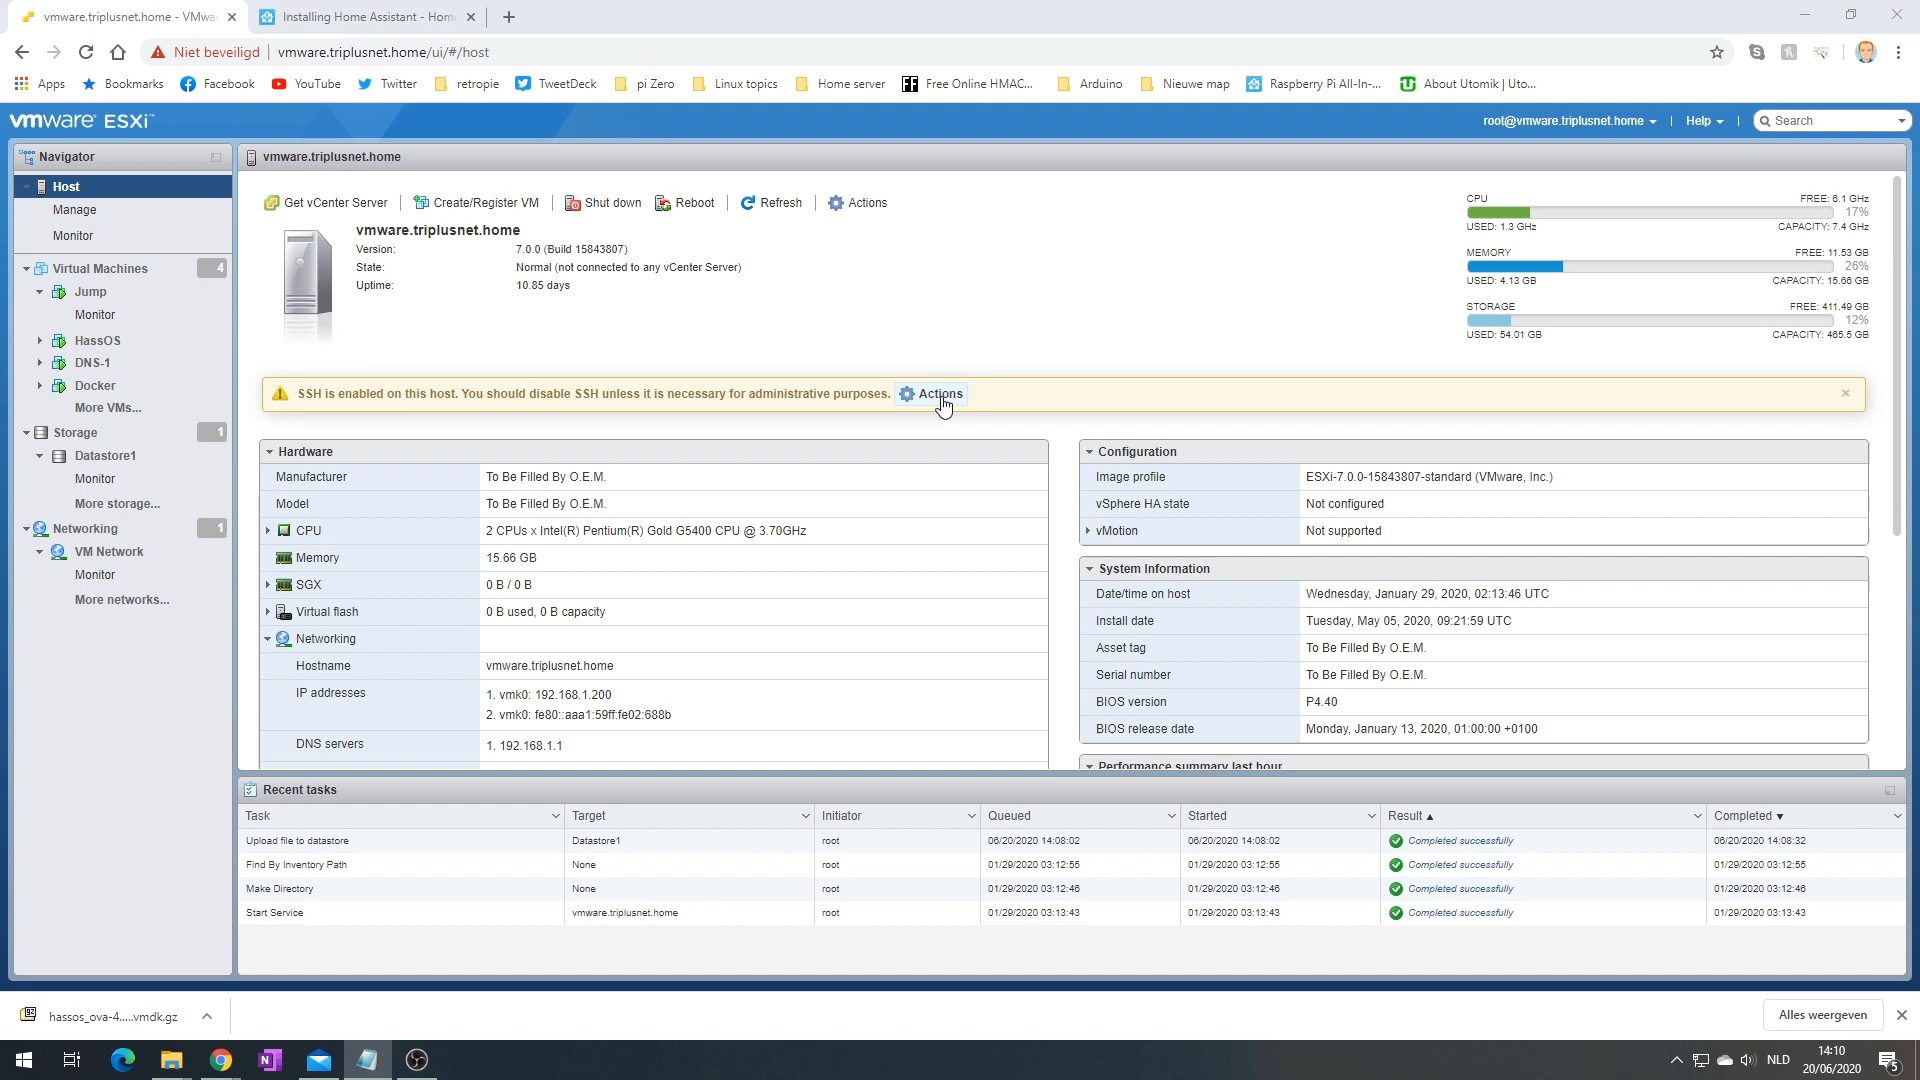 vmware.triplusnet.home - VMwa
Installing Home Assistant - Home
Niet beveiligd
vmware.triplusnet.home/ui/#/host
Apps
Bookmarks
Facebook
YouTube
Twitter
retropie
TweetDeck
pi Zero
Linux topics
Home server
Free Online HMAC...
Arduino
Nieuwe map
Raspberry Pi All-In-...
About Utomik | Uto...
vmware ESXi™
root@vmware.triplusnet.home
Help
Search
Navigator
Host
Manage
Monitor
Virtual Machines 4
Jump
Monitor
HassOS
DNS-1
Docker
More VMs...
Storage 1
Datastore1
Monitor
More storage...
Networking 1
VM Network
Monitor
More networks...
vmware.triplusnet.home
Get vCenter Server
Create/Register VM
Shut down
Reboot
Refresh
Actions
vmware.triplusnet.home
Version: 7.0.0 (Build 15843807)
State: Normal (not connected to any vCenter Server)
Uptime: 10.85 days
CPU FREE: 6.1 GHz
17%
USED: 1.3 GHz CAPACITY: 7.4 GHz
MEMORY FREE: 11.53 GB
26%
USED: 4.13 GB CAPACITY: 15.66 GB
STORAGE FREE: 411.49 GB
12%
USED: 54.01 GB CAPACITY: 465.5 GB
SSH is enabled on this host. You should disable SSH unless it is necessary for administrative purposes. Actions
Hardware
Manufacturer To Be Filled By O.E.M.
Model To Be Filled By O.E.M.
CPU 2 CPUs x Intel(R) Pentium(R) Gold G5400 CPU @ 3.70GHz
Memory 15.66 GB
SGX 0 B / 0 B
Virtual flash 0 B used, 0 B capacity
Networking
Hostname vmware.triplusnet.home
IP addresses 1. vmk0: 192.168.1.200
2. vmk0: fe80::aaa1:59ff:fe02:688b
DNS servers 1. 192.168.1.1
Configuration
Image profile ESXi-7.0.0-15843807-standard (VMware, Inc.)
vSphere HA state Not configured
vMotion Not supported
System Information
Date/time on host Wednesday, January 29, 2020, 02:13:46 UTC
Install date Tuesday, May 05, 2020, 09:21:59 UTC
Asset tag To Be Filled By O.E.M.
Serial number To Be Filled By O.E.M.
BIOS version P4.40
BIOS release date Monday, January 13, 2020, 01:00:00 +0100
Performance summary last hour
Recent tasks
Task Target Initiator Queued Started Result Completed
Upload file to datastore Datastore1 root 06/20/2020 14:08:02 06/20/2020 14:08:02 Completed successfully 06/20/2020 14:08:32
Find By Inventory Path None root 01/29/2020 03:12:55 01/29/2020 03:12:55 Completed successfully 01/29/2020 03:12:55
Make Directory None root 01/29/2020 03:12:46 01/29/2020 03:12:46 Completed successfully 01/29/2020 03:12:46
Start Service vmware.triplusnet.home root 01/29/2020 03:13:43 01/29/2020 03:13:43 Completed successfully 01/29/2020 03:13:43
hassos_ova-4.....vmdk.gz
Alles weergeven
NLD
14:10
20/06/2020
5